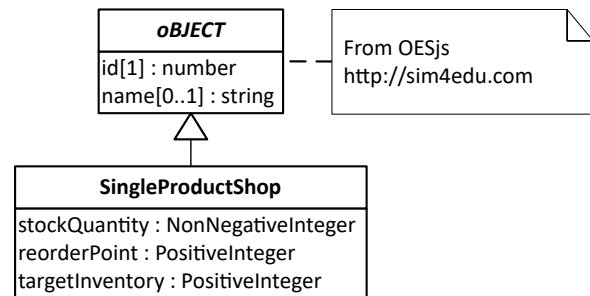 oBJECT
id[1] : number
name[0..1] : string
From OESjs
http://sim4edu.com
SingleProductShop
stockQuantity : NonNegativeInteger
reorderPoint : PositiveInteger
targetInventory : PositiveInteger